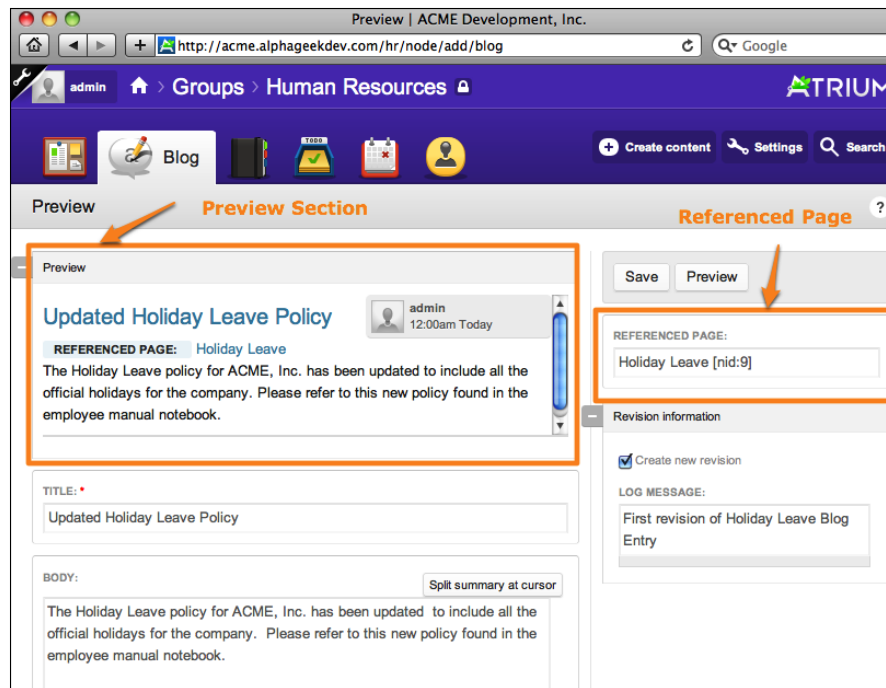 Preview | ACME Development, Inc.
http://acme.alphageekdev.com/hr/node/add/blog
Google
admin
Groups > Human Resources
ATRIUM
TODO
Blog
Create content
Settings
Search
Preview
Preview Section
Referenced Page
?
Preview
Updated Holiday Leave Policy
admin
12:00am Today
REFERENCED PAGE: Holiday Leave
The Holiday Leave policy for ACME, Inc. has been updated to include all the
official holidays for the company. Please refer to this new policy found in the
employee manual notebook.
Save
Preview
REFERENCED PAGE:
Holiday Leave [nid:9]
Revision information
Create new revision
LOG MESSAGE:
First revision of Holiday Leave Blog
Entry
TITLE: *
Updated Holiday Leave Policy
BODY:
Split summary at cursor
The Holiday Leave policy for ACME, Inc. has been updated  to include all the
official holidays for the company.  Please refer to this new policy found in the
employee manual notebook.